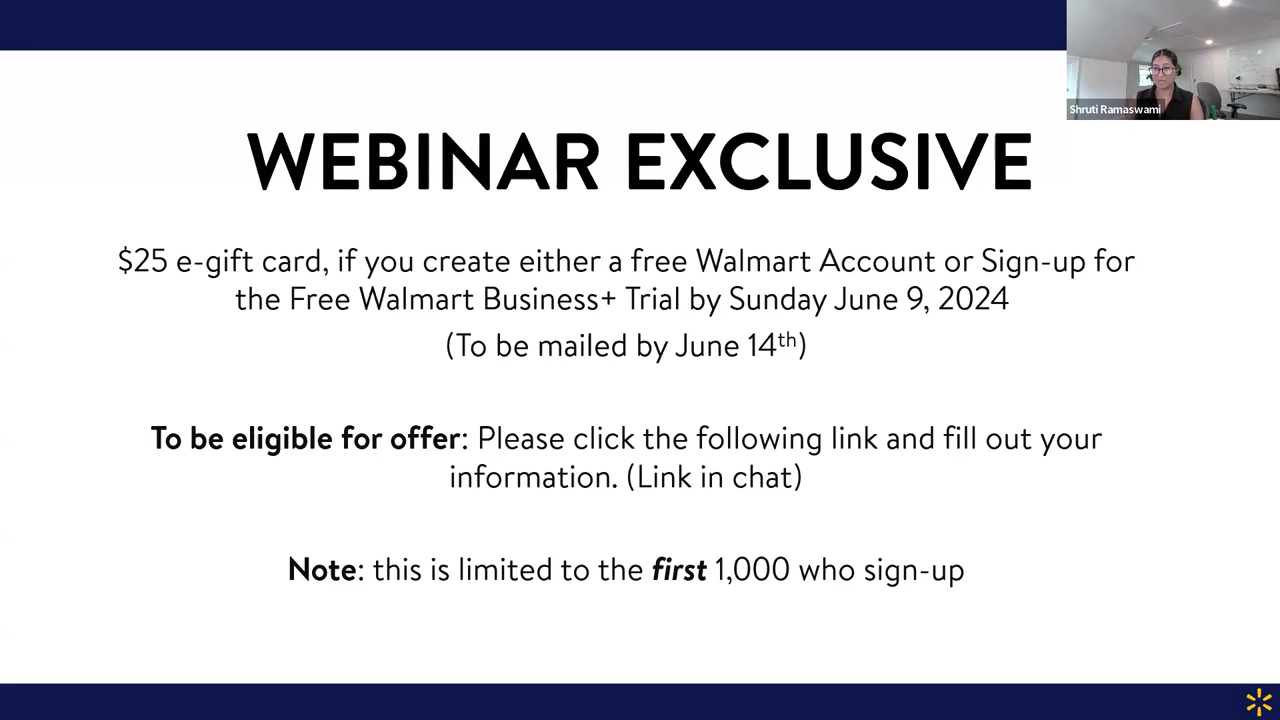 Shruti Ramaswami
WEBINAR EXCLUSIVE
$25 e-gift card, if you create either a free Walmart Account or Sign-up for
the Free Walmart Business+ Trial by Sunday June 9, 2024
(To be mailed by June 14th)
To be eligible for offer: Please click the following link and fill out your
information. (Link in chat)
Note: this is limited to the first 1,000 who sign-up